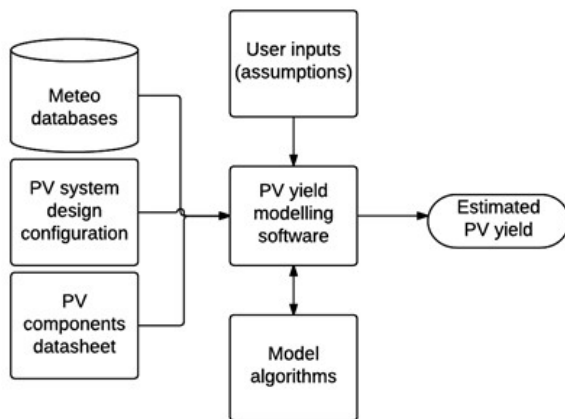 Meteo
databases
PV system
design
configuration
PV
components
datasheet
User inputs
(assumptions)
PV yield
modelling
software
Model
algorithms
Estimated
PV yield